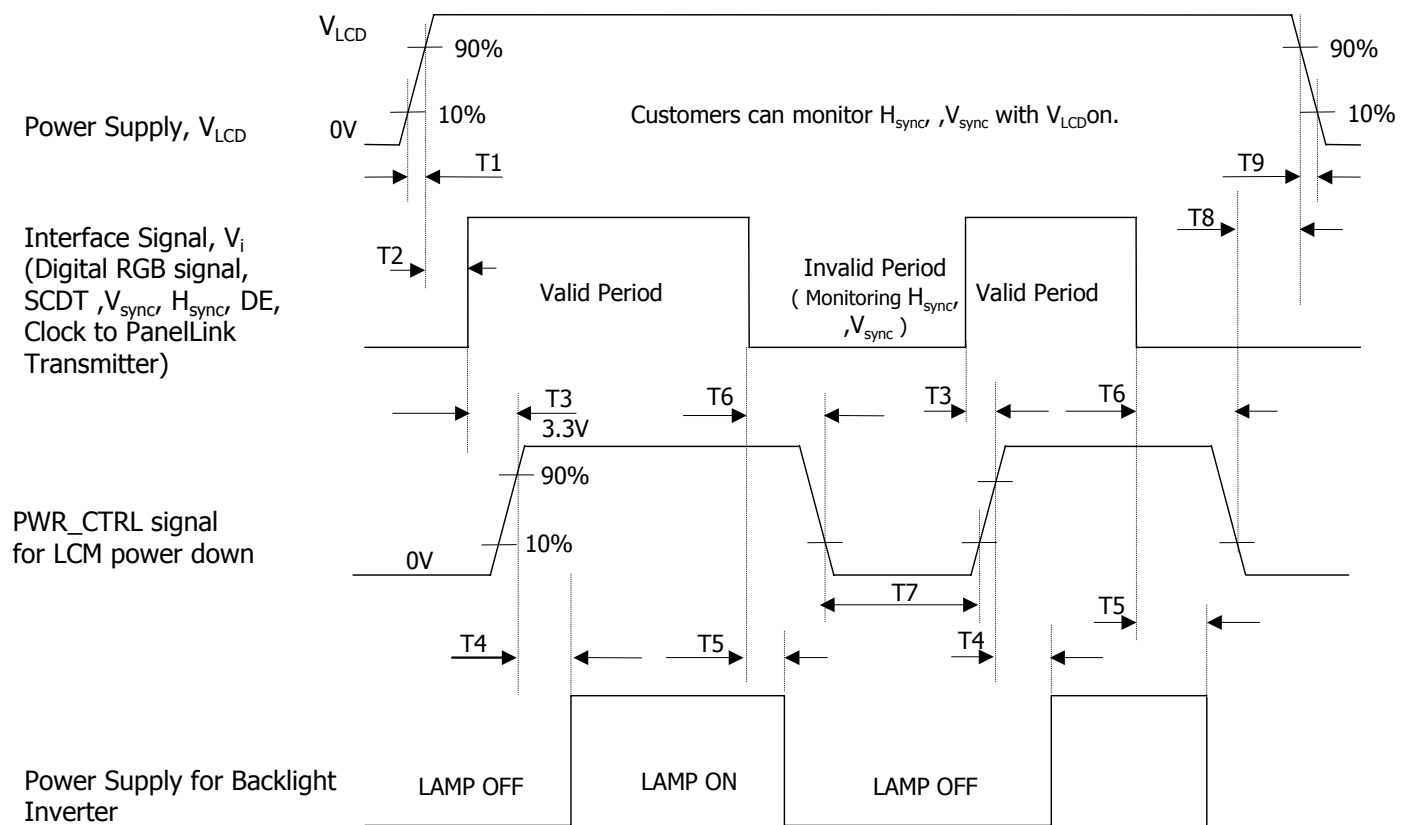 VLCD
90%
90%
10%
10%
Power Supply, VLCD
0V
Customers can monitor Hsync, ,Vsync with VLCDon.
T1
T9
Interface Signal, Vi
(Digital RGB signal,
SCDT ,Vsync, Hsync, DE,
Clock to PanelLink
Transmitter)
T2
T8
Valid Period
Invalid Period
( Monitoring Hsync,
,Vsync )
Valid Period
T3
T6
T3
T6
3.3V
90%
10%
PWR_CTRL signal
for LCM power down
0V
T7
T5
T4
T5
T4
Power Supply for Backlight
Inverter
LAMP OFF
LAMP ON
LAMP OFF